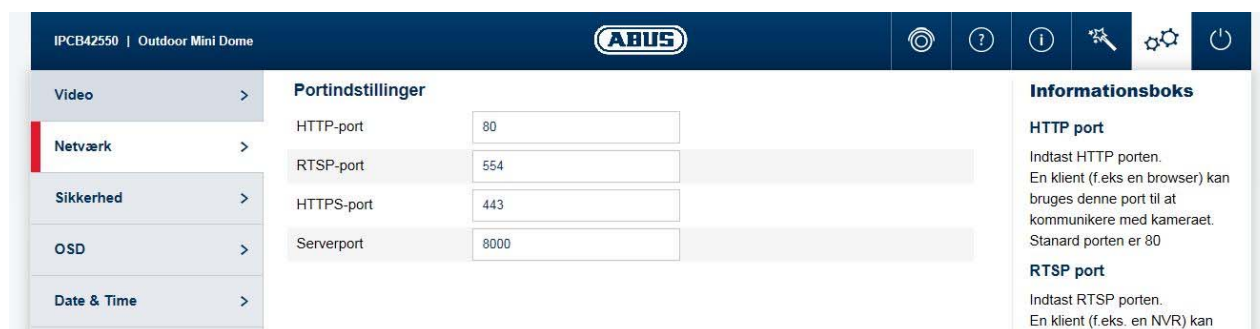 IPCB42550 | Outdoor Mini Dome
ABUS
Video
Netværk
Sikkerhed
OSD
Date & Time
Portindstillinger
HTTP-port 80
RTSP-port 554
HTTPS-port 443
Serverport 8000
Informationsboks
HTTP port
Indtast HTTP porten.
En klient (f.eks en browser) kan
bruges denne port til at
kommunikere med kameraet.
Stanard porten er 80
RTSP port
Indtast RTSP porten.
En klient (f.eks. en NVR) kan